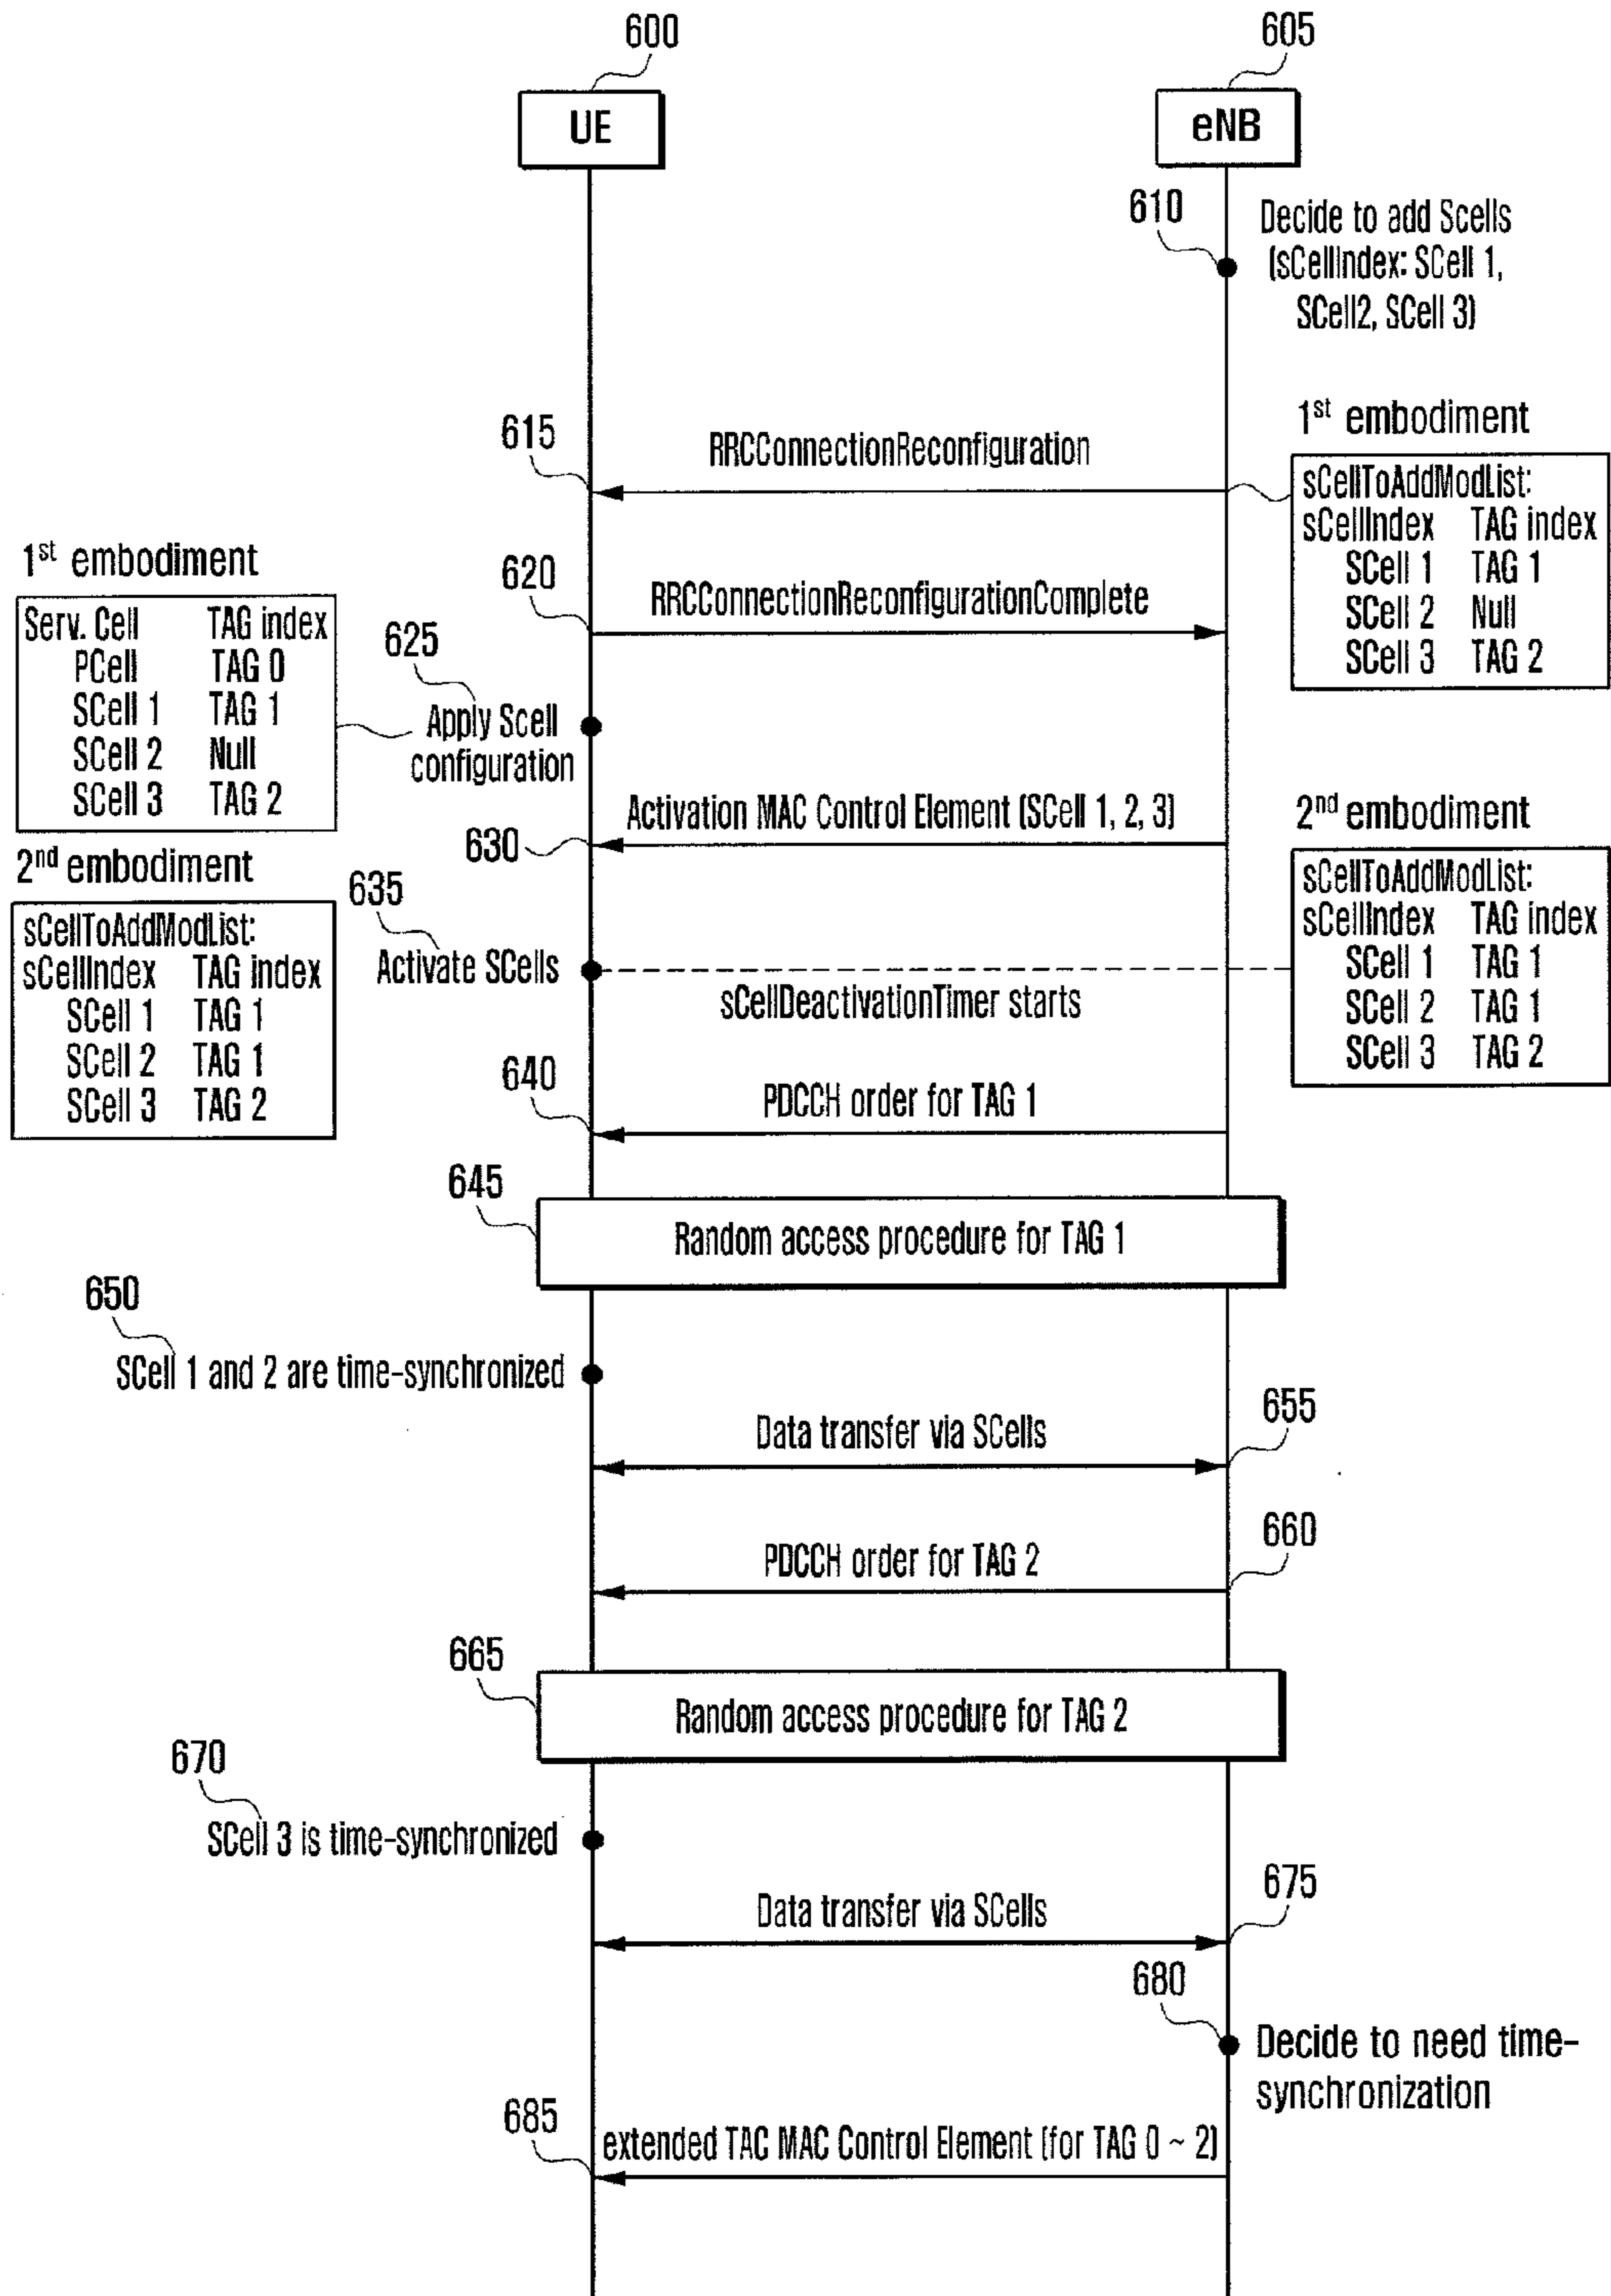 600
605
UE
eNB
610
Decide to add Scells
(sCellIndex: SCell 1,
SCell2, SCell 3)
1st embodiment
615
RRCConnectionReconfiguration
sCellToAddModList:
sCellIndex TAG index
SCell 1 TAG 1
SCell 2 Null
SCell 3 TAG 2
1st embodiment
Serv. Cell TAG index
PCell TAG 0
SCell 1 TAG 1
SCell 2 Null
SCell 3 TAG 2
620
RRCConnectionReconfigurationComplete
625
Apply Scell
configuration
Activation MAC Control Element (SCell 1, 2, 3)
630
2nd embodiment
sCellToAddModList:
sCellIndex TAG index
SCell 1 TAG 1
SCell 2 TAG 1
SCell 3 TAG 2
2nd embodiment
sCellToAddModList:
sCellIndex TAG index
SCell 1 TAG 1
SCell 2 TAG 1
SCell 3 TAG 2
635
Activate SCells
sCellDeactivationTimer starts
640
PDCCH order for TAG 1
645
Random access procedure for TAG 1
650
SCell 1 and 2 are time-synchronized
655
Data transfer via SCells
660
PDCCH order for TAG 2
665
Random access procedure for TAG 2
670
SCell 3 is time-synchronized
675
Data transfer via SCells
680
Decide to need time-
synchronization
685
extended TAC MAC Control Element (for TAG 0 ~ 2)